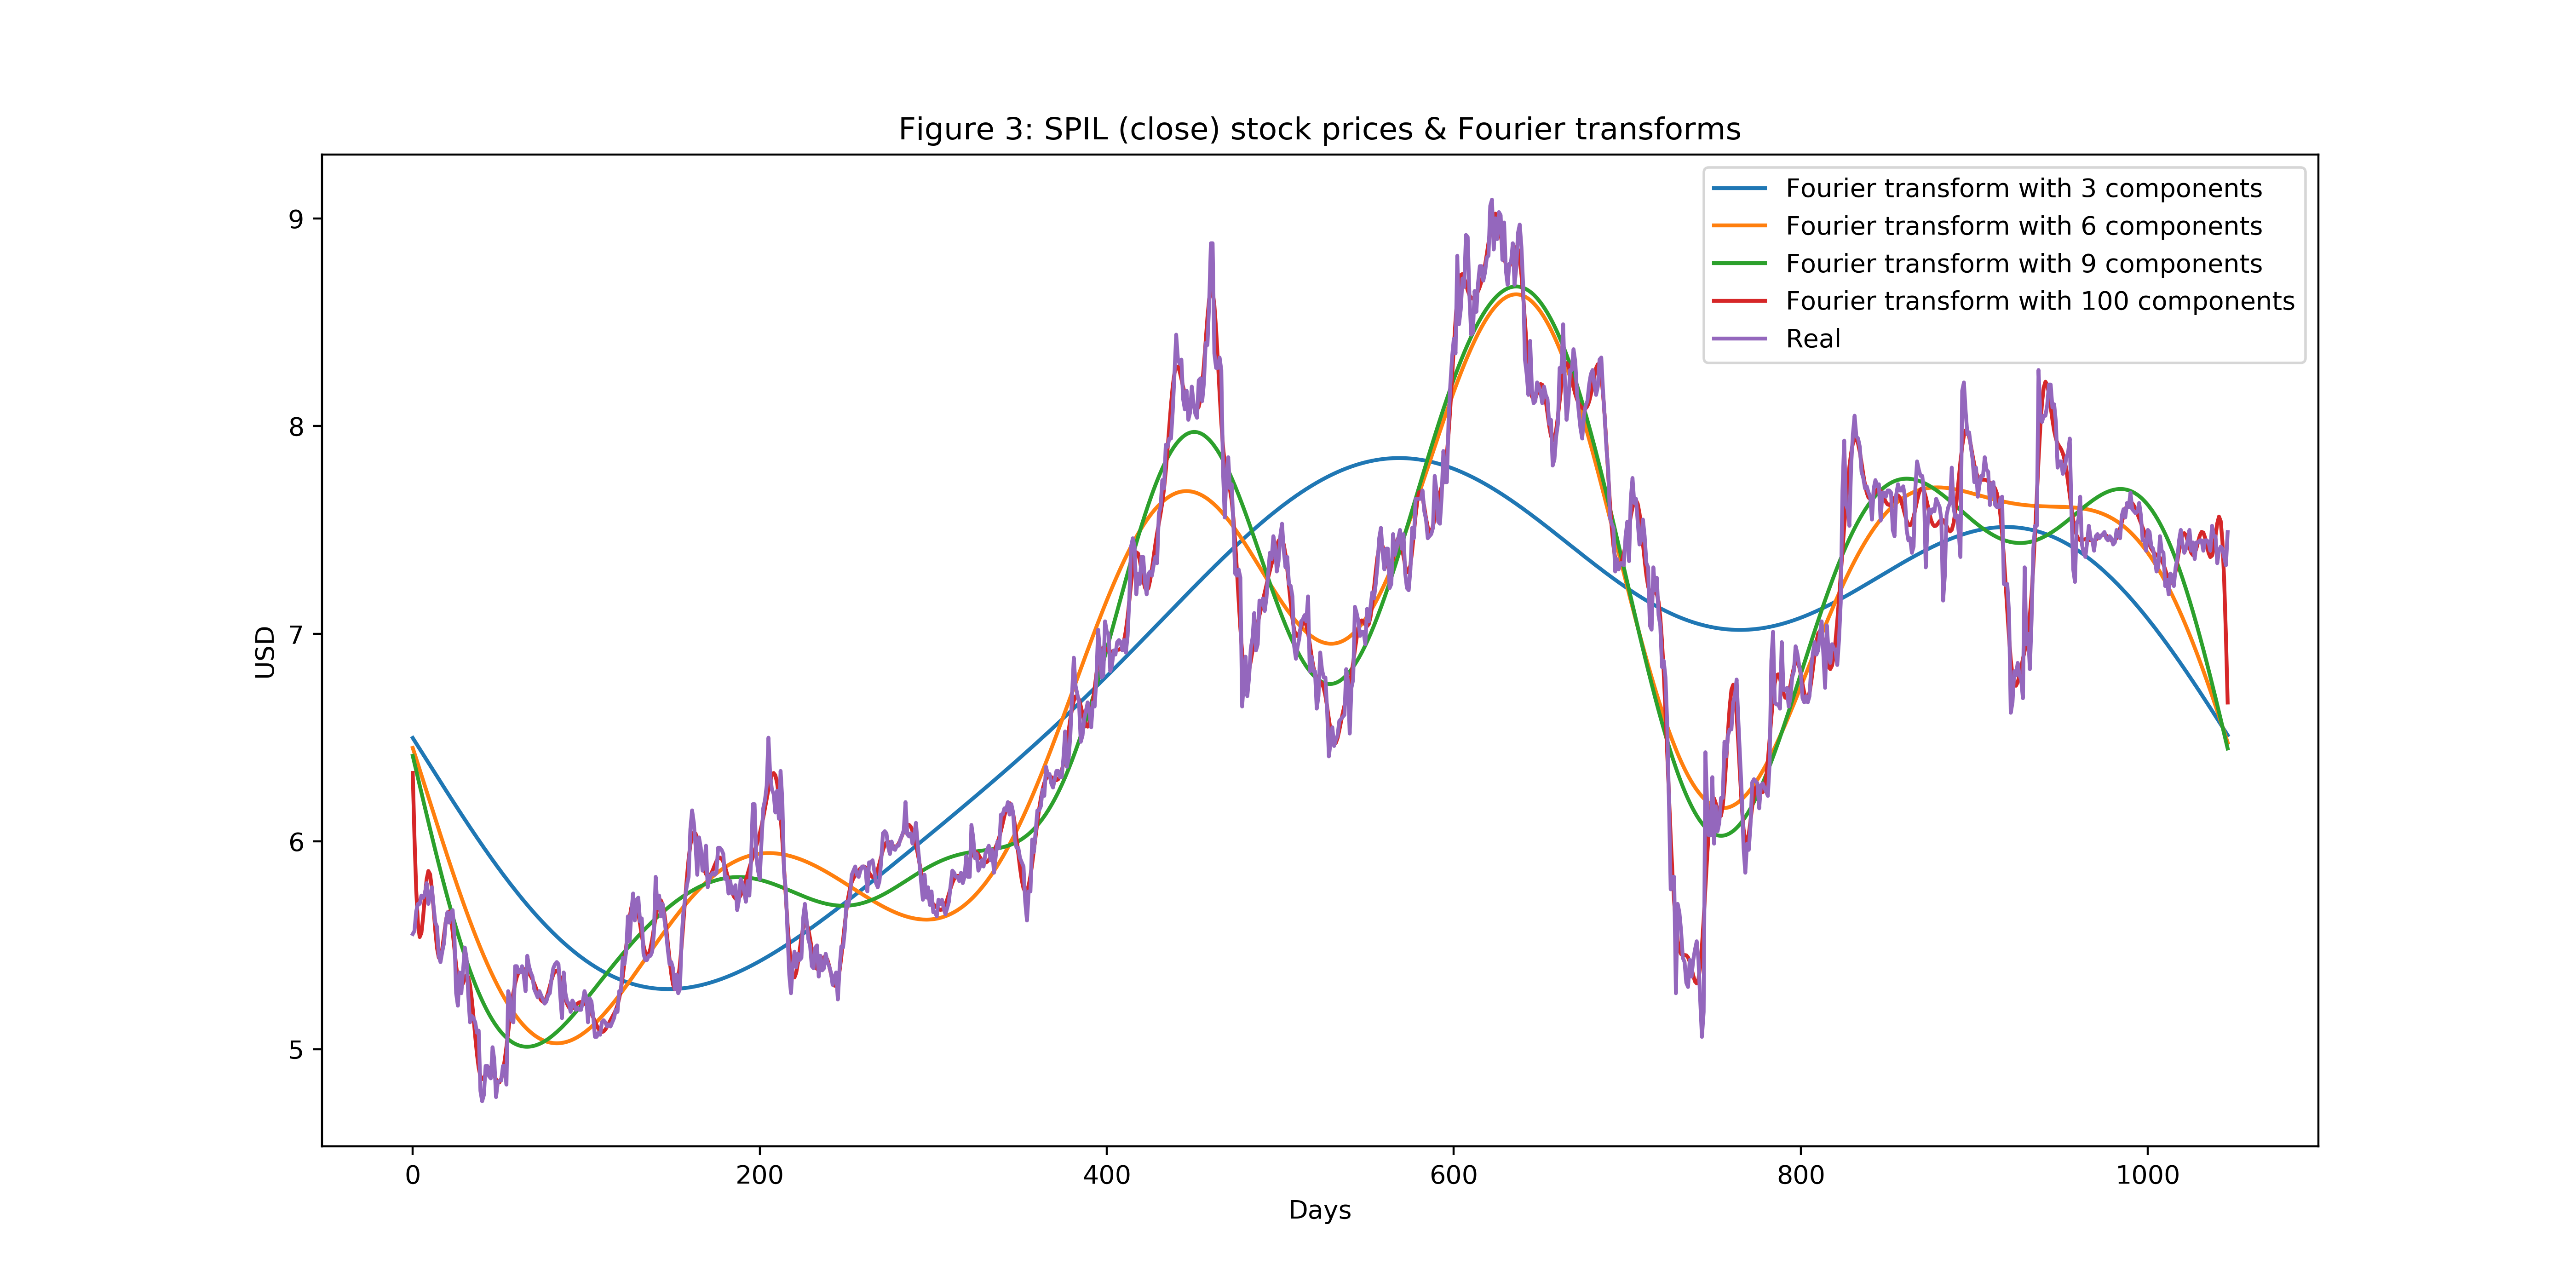 Figure 3: SPIL (close) stock prices & Fourier transforms
Fourier transform with 3 components
Fourier transform with 6 components
Fourier transform with 9 components
Fourier transform with 100 components
Real
9
8
7
6
5
USD
0 200 400 600 800 1000
Days